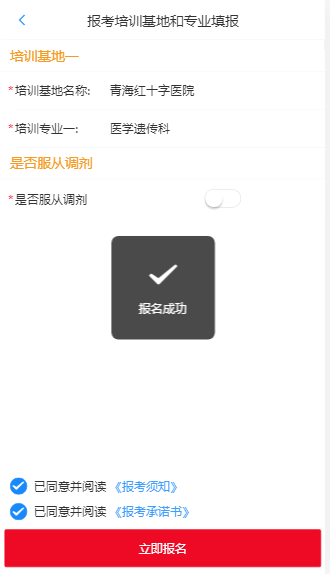 报考培训基地和专业填报
培训基地一
*培训基地名称: 青海红十字医院
*培训专业一: 医学遗传科
是否服从调剂
*是否服从调剂
报名成功
已同意并阅读 《报考须知》
已同意并阅读 《报考承诺书》
立即报名